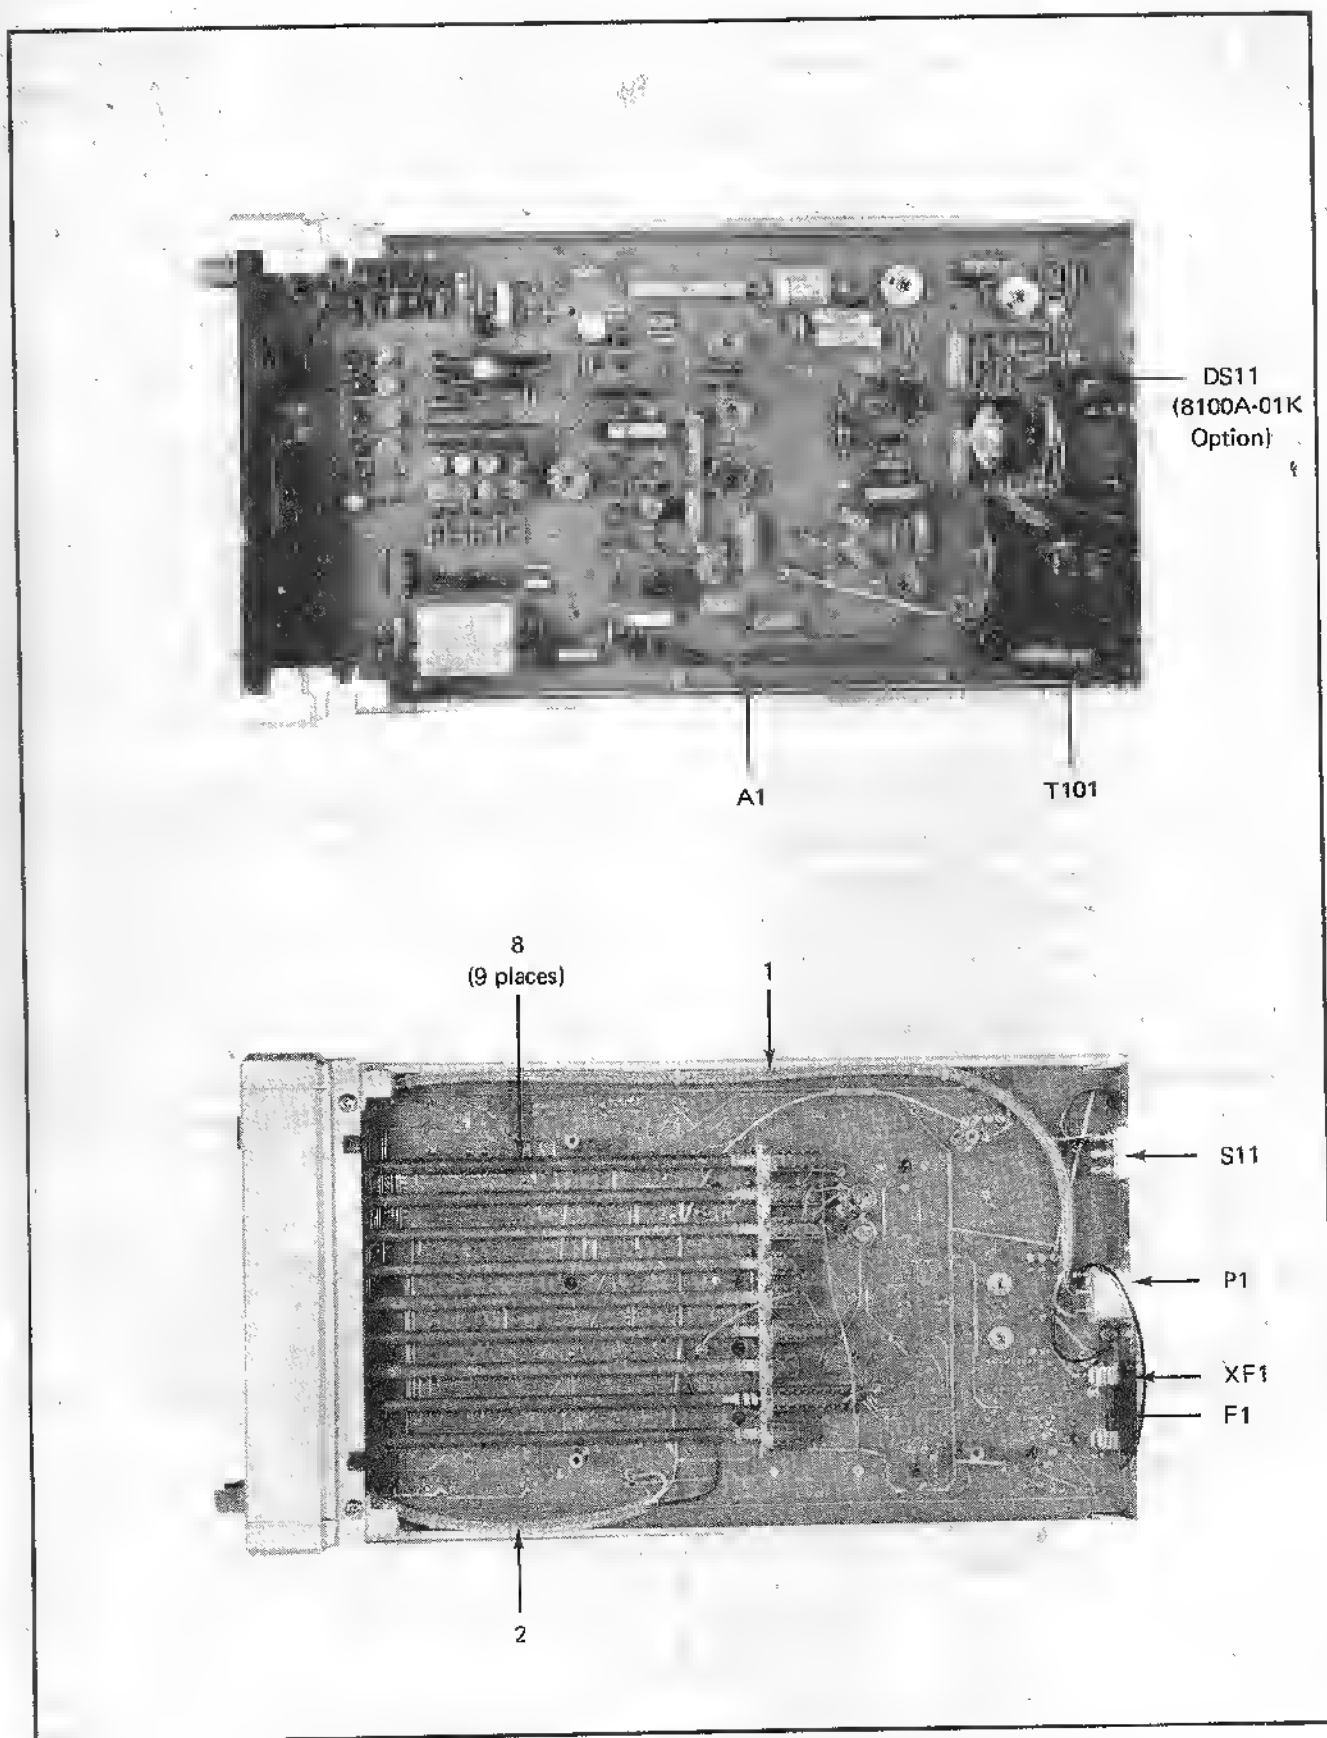 DS11
(8100A-01K
Option)
A1
T101
8
(9 places)
1
S11
P1
XF1
F1
2